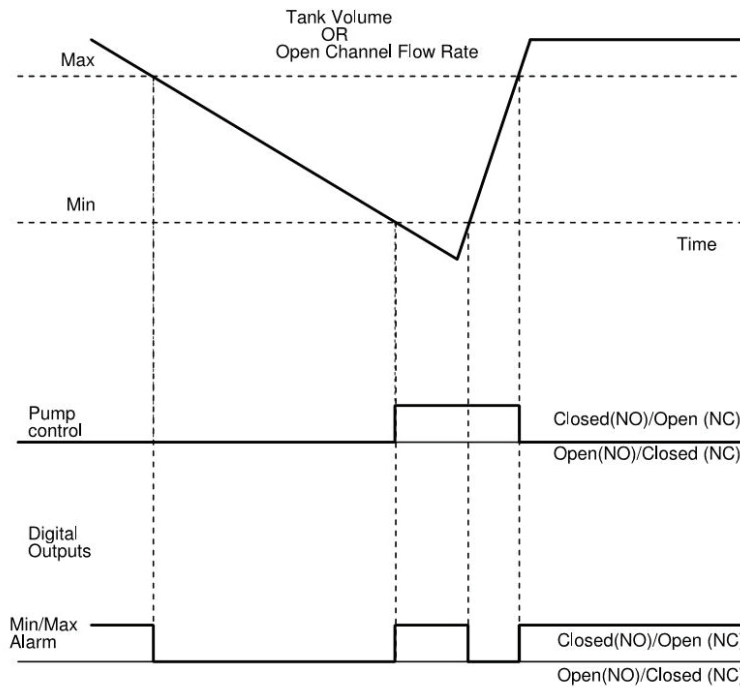 Tank Volume
OR
Open Channel Flow Rate
Max
Min
Time
Pump
control
Closed(NO)/Open (NC)
Open(NO)/Closed (NC)
Digital
Outputs
Min/Max
Alarm
Closed(NO)/Open (NC)
Open(NO)/Closed (NC)